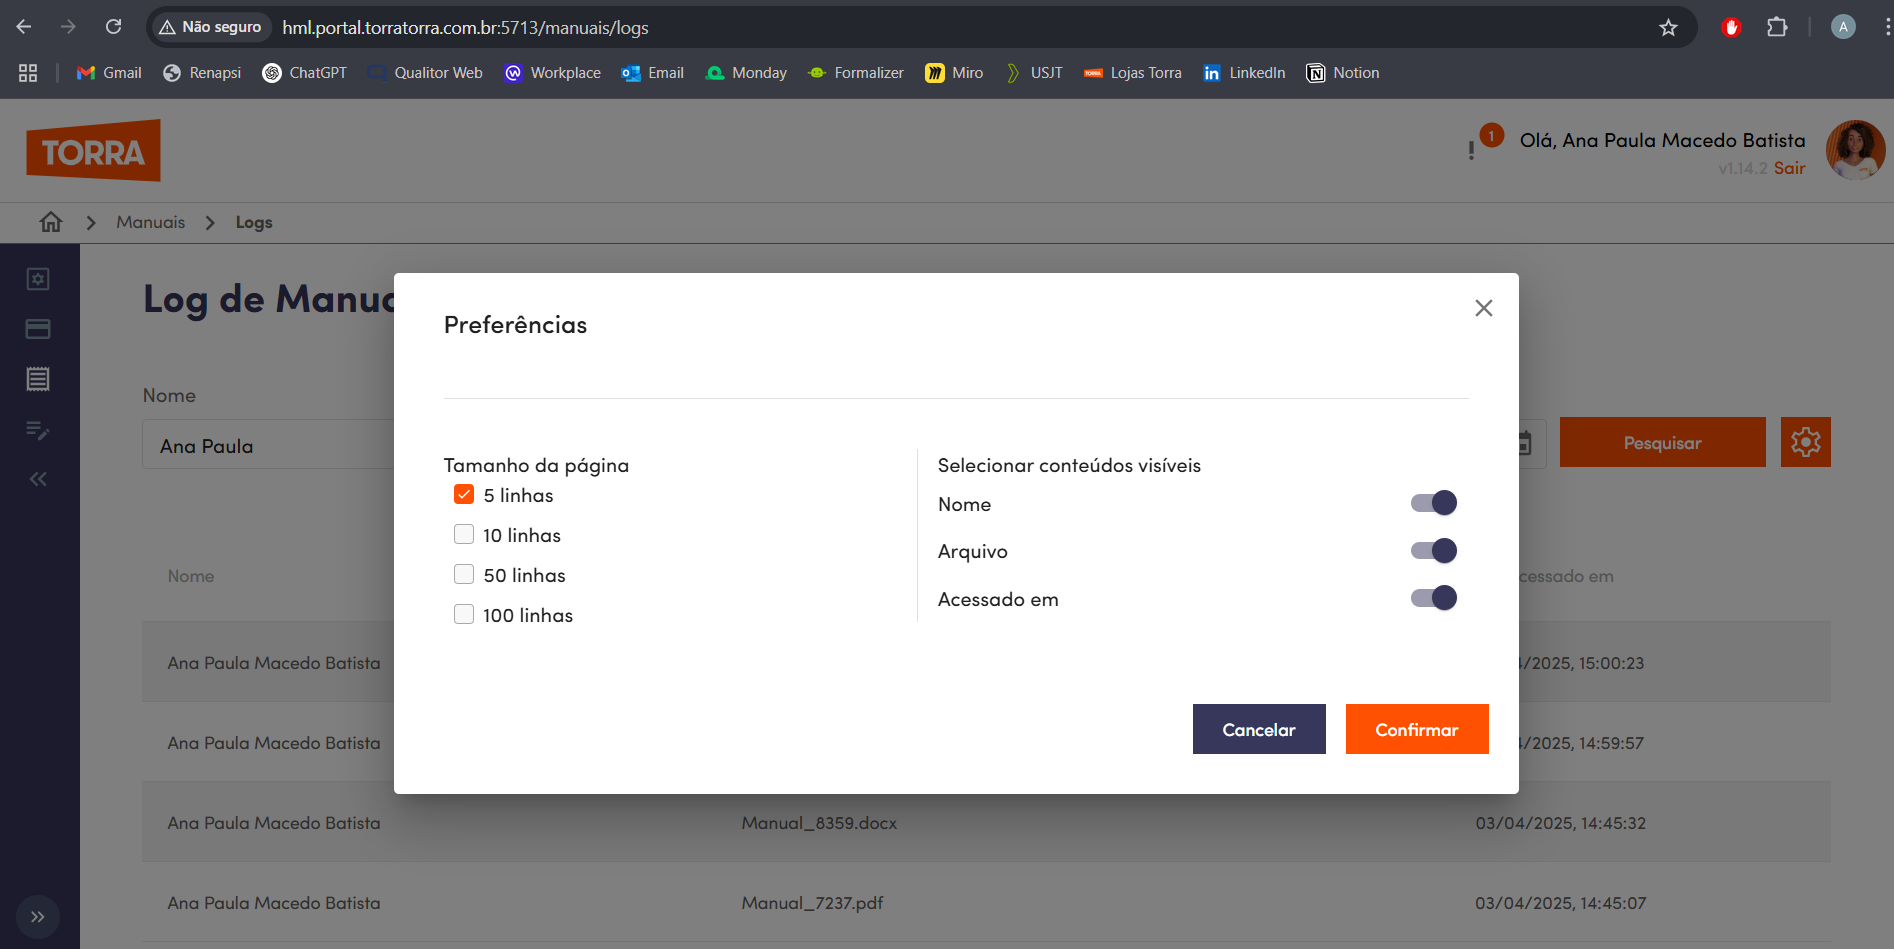 Não seguro
hml.portal.torratorra.com.br:5713/manuais/logs
A
Gmail
Renapsi
ChatGPT
Qualitor Web
Workplace
Email
Monday
Formalizer
Miro
USJT
Lojas Torra
LinkedIn
Notion
TORRA
1
Olá, Ana Paula Macedo Batista
v1.14.2 Sair
Manuais
Logs
Log de Manua
Nome
Ana Paula
Pesquisar
Preferências
Tamanho da página
5 linhas
10 linhas
50 linhas
100 linhas
Selecionar conteúdos visíveis
Nome
Arquivo
Acessado em
Cancelar
Confirmar
Nome
cessado em
Ana Paula Macedo Batista
4/2025, 15:00:23
Ana Paula Macedo Batista
4/2025, 14:59:57
Ana Paula Macedo Batista
Manual_8359.docx
03/04/2025, 14:45:32
Ana Paula Macedo Batista
Manual_7237.pdf
03/04/2025, 14:45:07